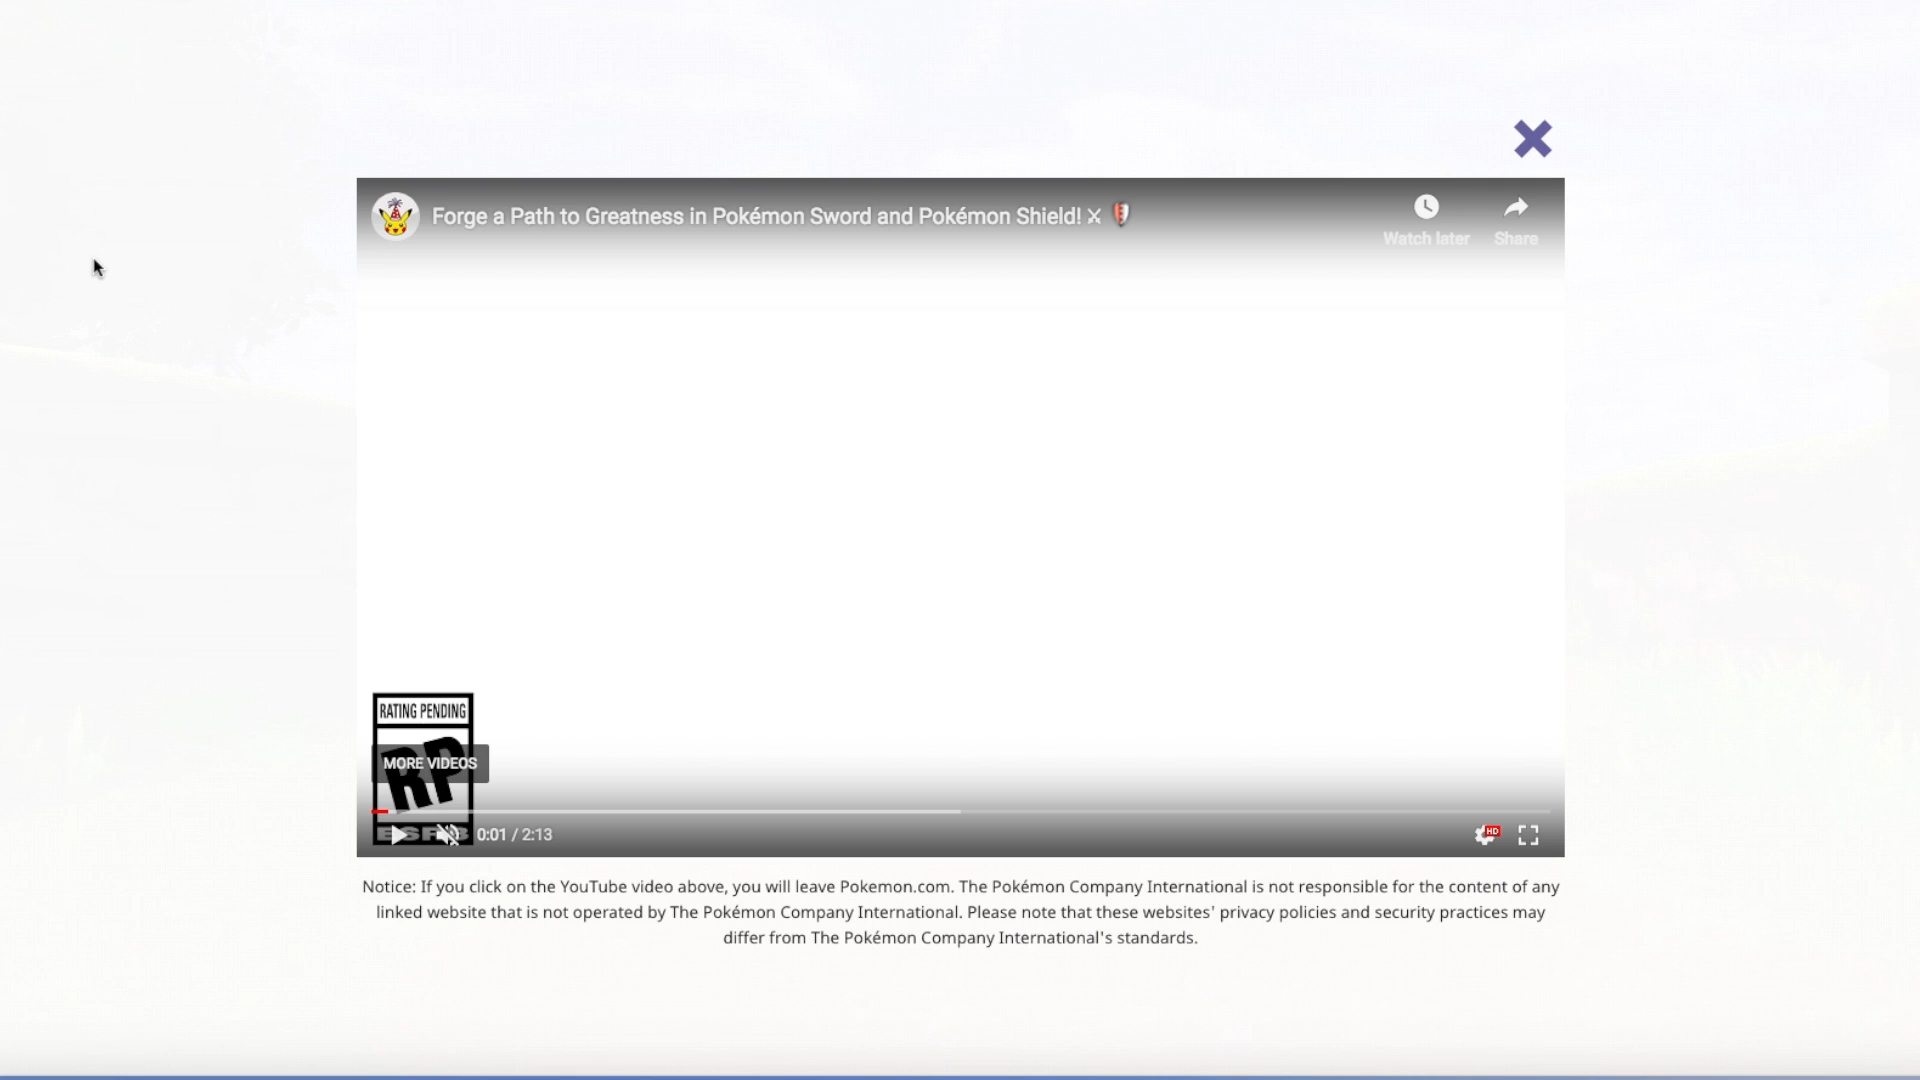 Forge a Path to Greatness in Pokémon Sword and Pokémon Shield! ⚔ 🛡
Watch later
Share
RATING PENDING
RP
MORE VIDEOS
ESRB
0:01 / 2:13
HD
Notice: If you click on the YouTube video above, you will leave Pokemon.com. The Pokémon Company International is not responsible for the content of any
linked website that is not operated by The Pokémon Company International. Please note that these websites' privacy policies and security practices may
differ from The Pokémon Company International's standards.